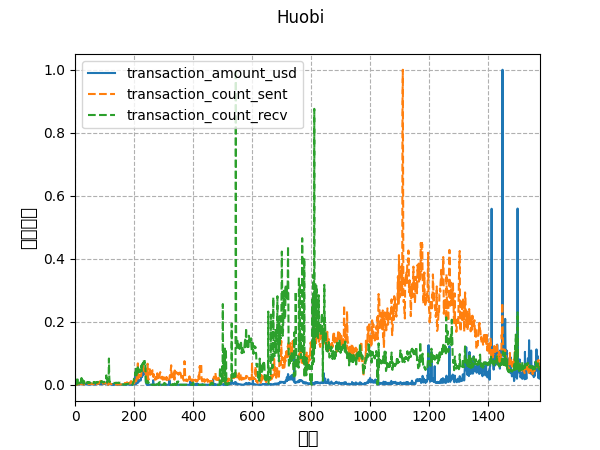 Huobi
transaction_amount_usd
transaction_count_sent
transaction_count_recv
1.0
0.8
0.6
0.4
0.2
0.0
0 200 400 600 800 1000 1200 1400